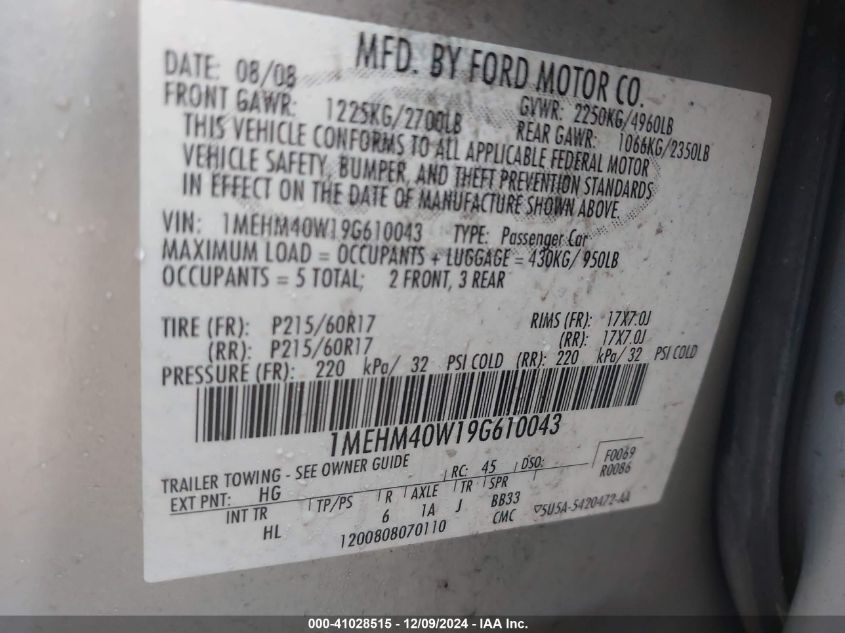 MFD. BY FORD MOTOR CO.
DATE: 08/08 GVWR: 2250KG/4960LB
FRONT GAWR: 1225KG/2700LB REAR GAWR: 1066KG/2350LB
THIS VEHICLE CONFORMS TO ALL APPLICABLE FEDERAL MOTOR
VEHICLE SAFETY, BUMPER, AND THEFT PREVENTION STANDARDS
IN EFFECT ON THE DATE OF MANUFACTURE SHOWN ABOVE.
VIN: 1MEHM40W19G610043 TYPE: Passenger Car
MAXIMUM LOAD = OCCUPANTS + LUGGAGE = 430KG/ 950LB
OCCUPANTS = 5 TOTAL; 2 FRONT, 3 REAR
TIRE (FR): P215/60R17 RIMS (FR): 17X7.0J
(RR): P215/60R17 (RR): 17X7.0J
PRESSURE (FR): 220 kPa/ 32 PSI COLD (RR): 220 kPa/ 32 PSI COLD
1MEHM40W19G610043
TRAILER TOWING - SEE OWNER GUIDE RC: 45 DSO: F0069
EXT PNT: HG R0086
INT TR TP/PS R AXLE TR SPR
HL 6 1A J BB33
1200808070110 CMC 5U5A-5420472-AA
000-41028515 - 12/09/2024 - IAA Inc.